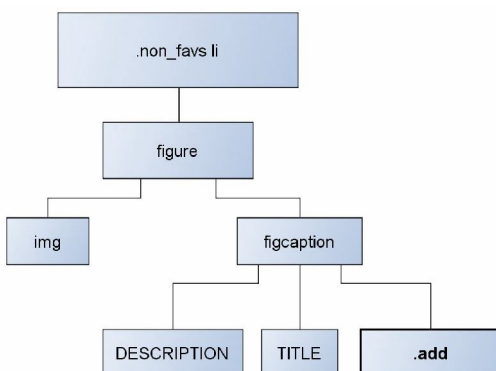 .non_favs li
figure
img
figcaption
DESCRIPTION
TITLE
.add